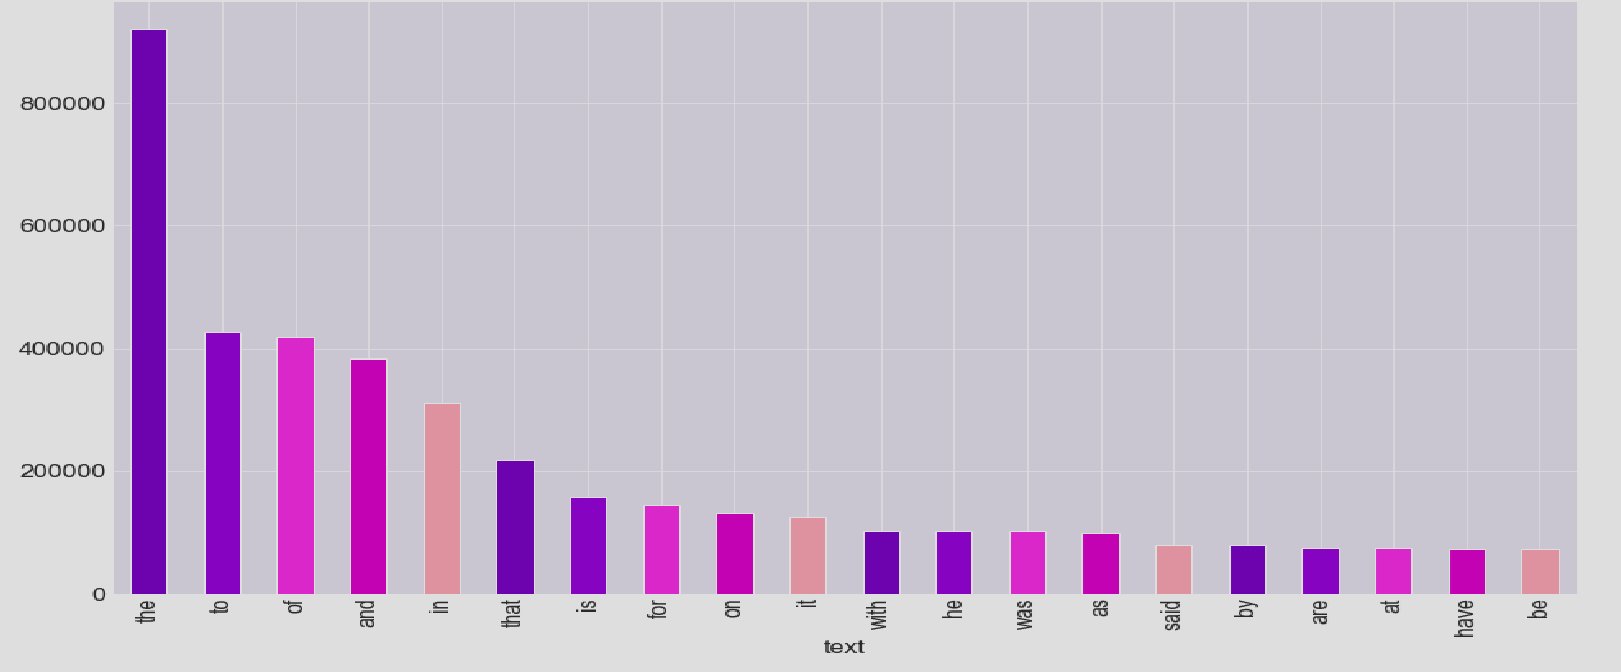 800000
600000
400000
200000
0
the to of and in that is for on it with he was as said by are at have be
text